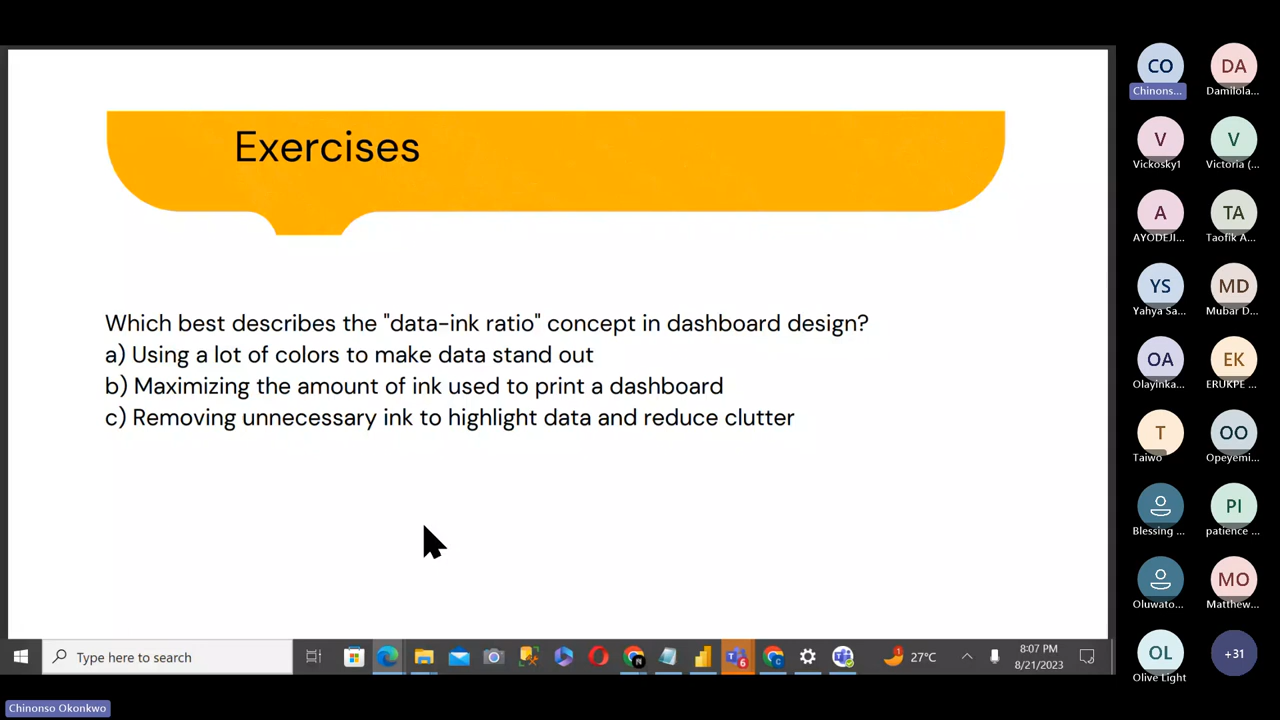 Exercises
Which best describes the "data-ink ratio" concept in dashboard design?
a) Using a lot of colors to make data stand out
b) Maximizing the amount of ink used to print a dashboard
c) Removing unnecessary ink to highlight data and reduce clutter
CO
Chinons...
DA
Damilola...
V
Vickosky1
V
Victoria (...
A
AYODEJI...
TA
Taofik A...
YS
Yahya Sa...
MD
Mubar D...
OA
Olayinka...
EK
ERUKPE ...
T
Taiwo
OO
Opeyemi...
Blessing ...
PI
patience ...
Oluwato...
MO
Matthew...
OL
Olive Light
+31
Type here to search
6
1
27°C
8:07 PM
8/21/2023
Chinonso Okonkwo